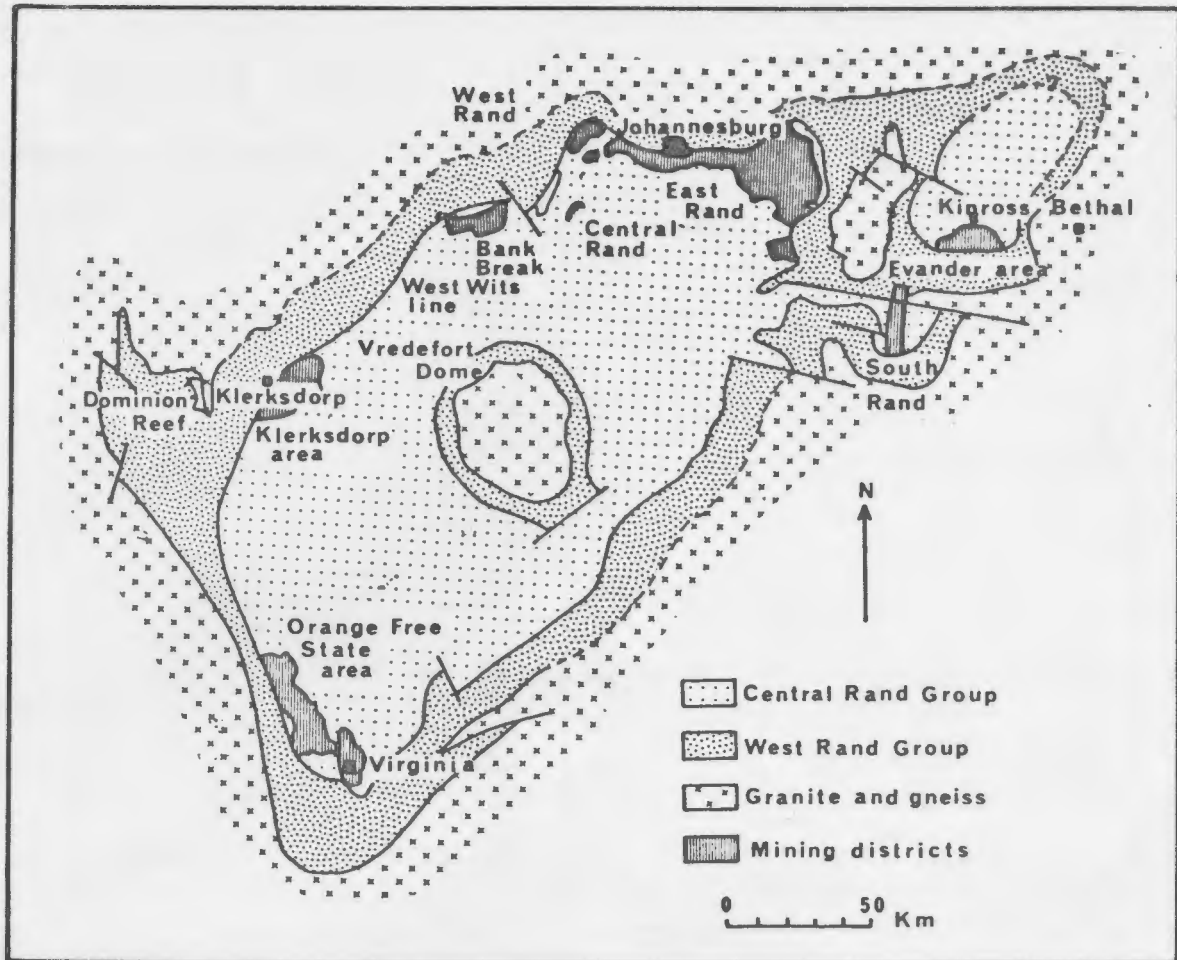 West
Rand
Johannesburg
East
Rand
Central
Rand
Bank
Break
West Wits
line
Kinross
Bethal
Evander area
South
Rand
Vredefort
Dome
Dominion
Reef
Klerksdorp
Klerksdorp
area
Orange Free
State
area
Virginia
?
N
Central Rand Group
West Rand Group
Granite and gneiss
Mining districts
0 50
Km